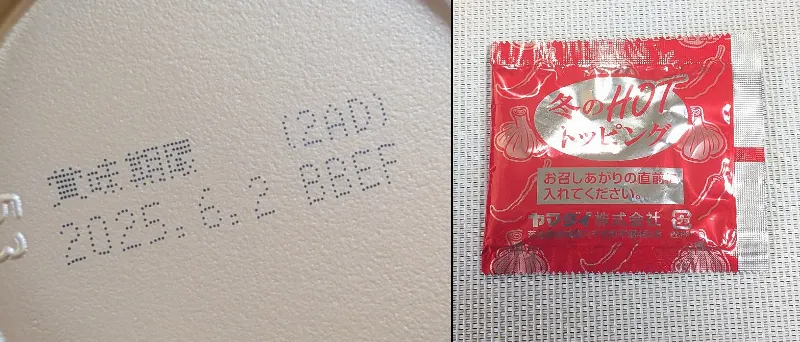 (2AD)
賞味期限
2025.6.2 BBEF
53
冬のHOT
トッピング
お召しあがりの直前に
入れてください。
ヤマダイ株式会社